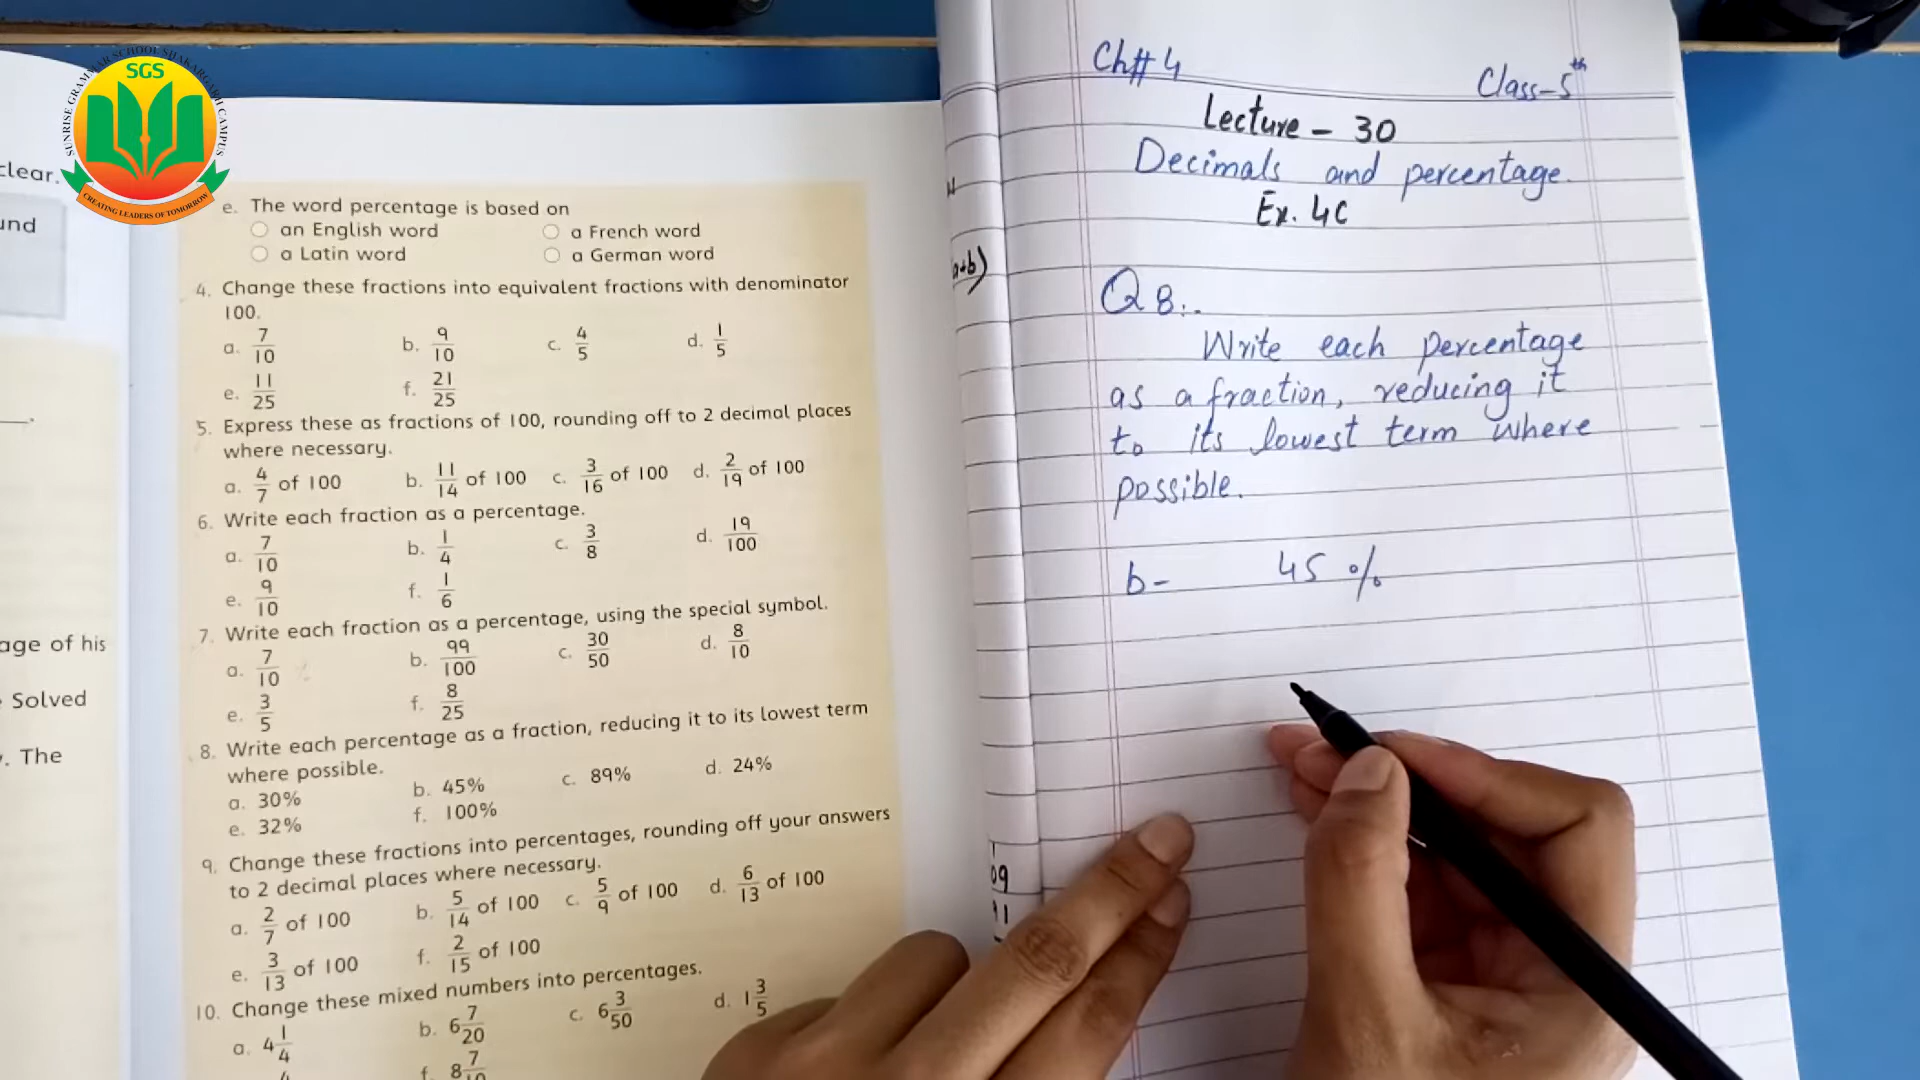 SUNRISE GRAMMAR SCHOOL SHAKARGARH CAMPUS
SGS
CREATING LEADERS OF TOMORROW
clear.
und
age of his
Solved
. The
e. The word percentage is based on
an English word a French word
a Latin word a German word
4. Change these fractions into equivalent fractions with denominator
100.
a. 7/10 b. 9/10 c. 4/5 d. 1/5
e. 11/25 f. 21/25
5. Express these as fractions of 100, rounding off to 2 decimal places
where necessary.
a. 4/7 of 100 b. 11/14 of 100 c. 3/16 of 100 d. 2/19 of 100
6. Write each fraction as a percentage.
a. 7/10 b. 1/4 c. 3/8 d. 19/100
e. 9/10 f. 1/6
7. Write each fraction as a percentage, using the special symbol.
a. 7/10 b. 99/100 c. 30/50 d. 8/10
e. 3/5 f. 8/25
8. Write each percentage as a fraction, reducing it to its lowest term
where possible.
a. 30% b. 45% c. 89% d. 24%
e. 32% f. 100%
9. Change these fractions into percentages, rounding off your answers
to 2 decimal places where necessary.
a. 2/7 of 100 b. 5/14 of 100 c. 5/9 of 100 d. 6/13 of 100
e. 3/13 of 100 f. 2/15 of 100
10. Change these mixed numbers into percentages.
a. 4 1/4 b. 6 7/20 c. 6 3/50 d. 1 3/5
f. 8 7/10
a+b)
09
91
Ch# 4
Class-5th
Lecture - 30
Decimals and percentage.
Ex. 4C
Q 8:.
Write each percentage
as a fraction, reducing it
to its lowest term where
possible.
b- 45 %